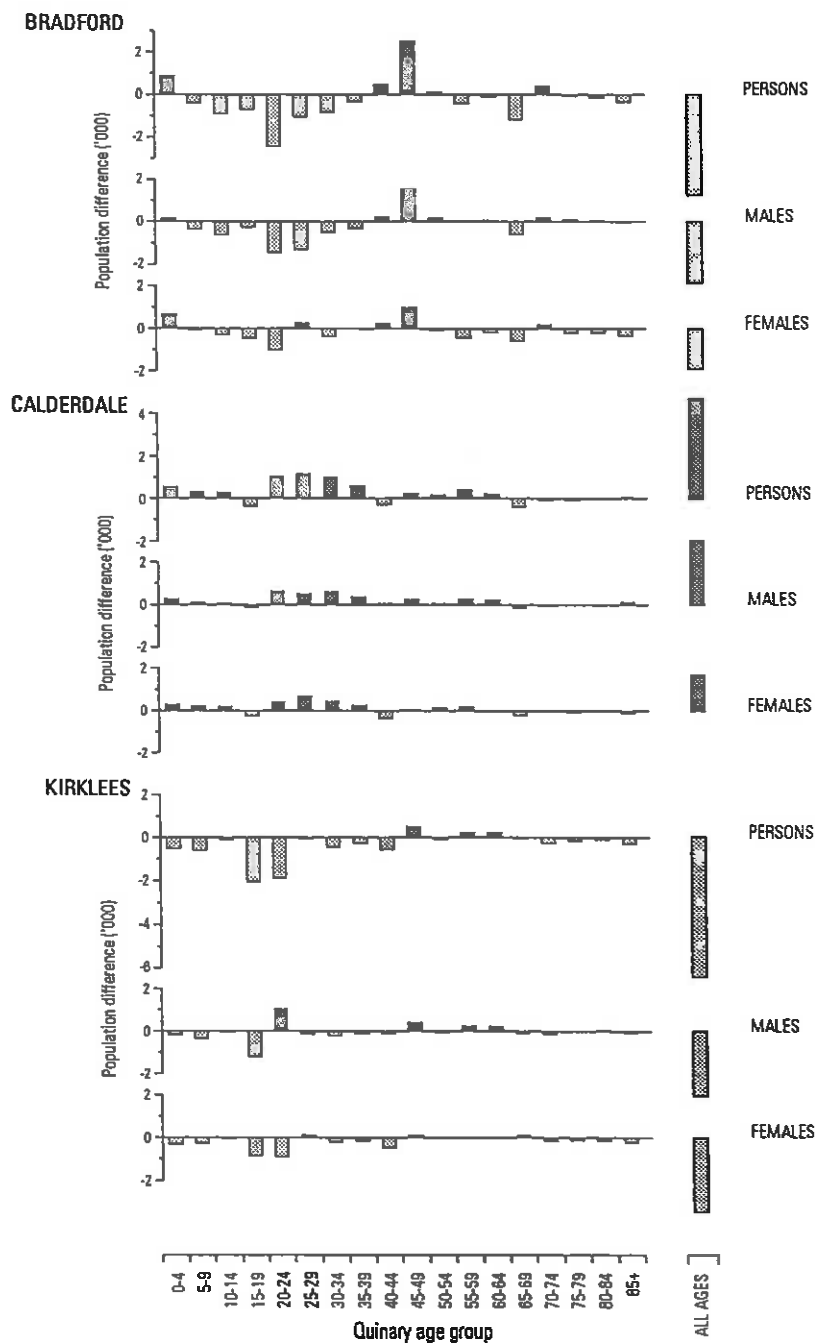 BRADFORD
Population difference ('000)
2
0
-2
PERSONS
2
0
-2
MALES
2
0
-2
FEMALES
CALDERDALE
Population difference ('000)
4
2
0
-2
PERSONS
2
0
-2
MALES
2
0
-2
FEMALES
KIRKLEES
Population difference ('000)
2
0
-2
-4
-6
PERSONS
2
0
-2
MALES
2
0
-2
FEMALES
0-4
5-9
10-14
15-19
20-24
25-29
30-34
35-39
40-44
45-49
50-54
55-59
60-64
65-69
70-74
75-79
80-84
85+
ALL AGES
Quinary age group